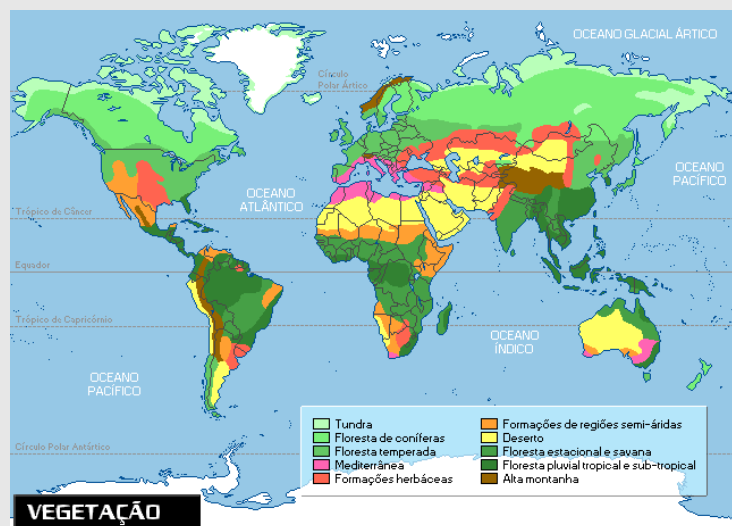 OCEANO GLACIAL ÁRTICO
Círculo
Polar Ártico
OCEANO
PACÍFICO
OCEANO
ATLÂNTICO
Trópico de Câncer
Equador
Trópico de Capricórnio
OCEANO
ÍNDICO
OCEANO
PACÍFICO
Círculo Polar Antártico
Tundra
Floresta de coníferas
Floresta temperada
Mediterrânea
Formações herbáceas
Formações de regiões semi-áridas
Deserto
Floresta estacional e savana
Floresta pluvial tropical e sub-tropical
Alta montanha
VEGETAÇÃO